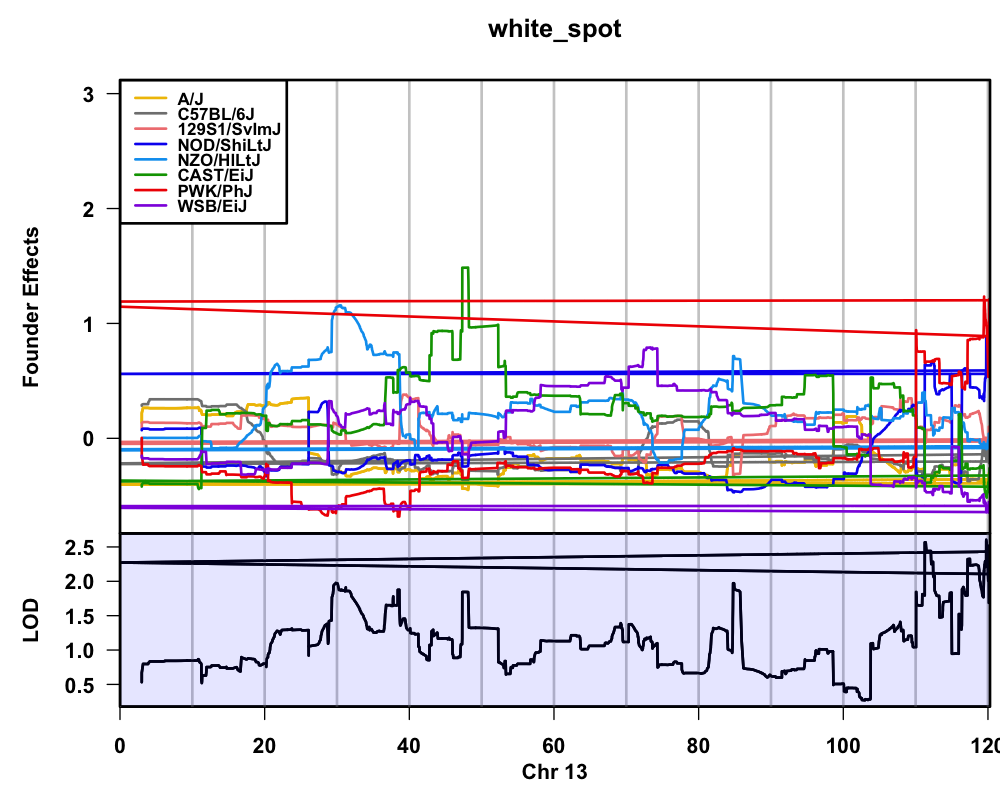 white_spot
3
2
1
0
Founder Effects
A/J
C57BL/6J
129S1/SvImJ
NOD/ShiLtJ
NZO/HlLtJ
CAST/EiJ
PWK/PhJ
WSB/EiJ
2.5
2.0
1.5
1.0
0.5
LOD
0 20 40 60 80 100 120
Chr 13